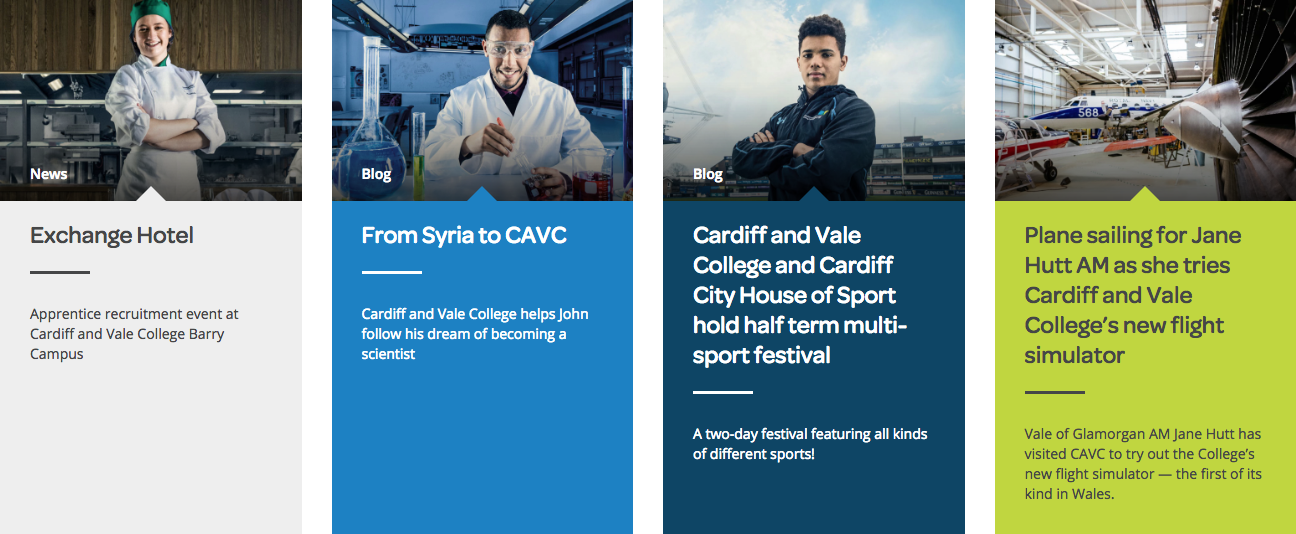 News
Exchange Hotel
Apprentice recruitment event at
Cardiff and Vale College Barry
Campus
Blog
From Syria to CAVC
Cardiff and Vale College helps John
follow his dream of becoming a
scientist
Blog
Cardiff and Vale
College and Cardiff
City House of Sport
hold half term multi-
sport festival
A two-day festival featuring all kinds
of different sports!
568
Plane sailing for Jane
Hutt AM as she tries
Cardiff and Vale
College’s new flight
simulator
Vale of Glamorgan AM Jane Hutt has
visited CAVC to try out the College’s
new flight simulator — the first of its
kind in Wales.